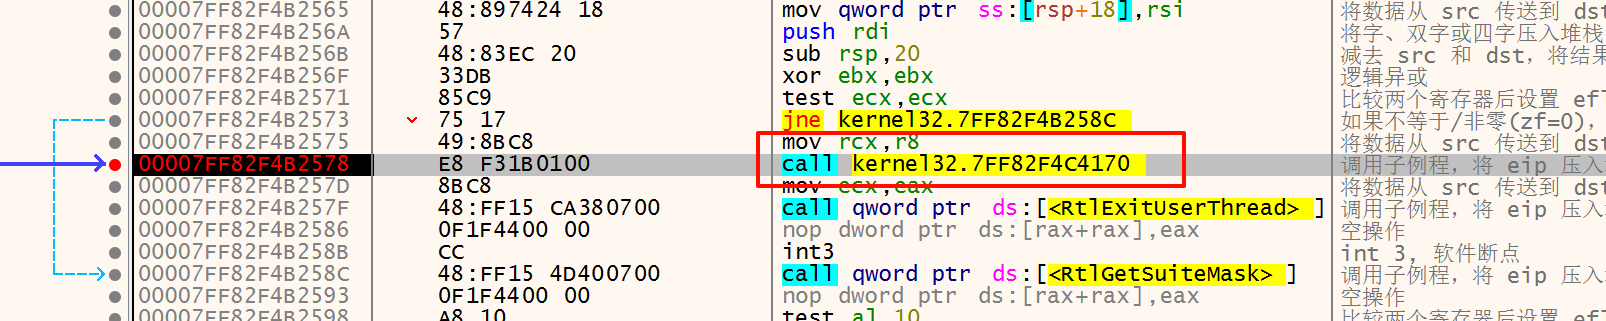 00007FF82F4B2565 48:897424 18 mov qword ptr ss:[rsp+18],rsi 将数据从 src 传送到 dst
00007FF82F4B256A 57 push rdi 将字、双字或四字压入堆栈
00007FF82F4B256B 48:83EC 20 sub rsp,20 减去 src 和 dst，将结果
00007FF82F4B256F 33DB xor ebx,ebx 逻辑异或
00007FF82F4B2571 85C9 test ecx,ecx 比较两个寄存器后设置 efl
00007FF82F4B2573 75 17 jne kernel32.7FF82F4B258C 如果不等于/非零(zf=0)，
00007FF82F4B2575 49:8BC8 mov rcx,r8 将数据从 src 传送到 dst
00007FF82F4B2578 E8 F31B0100 call kernel32.7FF82F4C4170 调用子例程，将 eip 压入
00007FF82F4B257D 8BC8 mov ecx,eax 将数据从 src 传送到 dst
00007FF82F4B257F 48:FF15 CA380700 call qword ptr ds:[<RtlExitUserThread>] 调用子例程，将 eip 压入
00007FF82F4B2586 0F1F4400 00 nop dword ptr ds:[rax+rax],eax 空操作
00007FF82F4B258B CC int3 int 3, 软件断点
00007FF82F4B258C 48:FF15 4D400700 call qword ptr ds:[<RtlGetSuiteMask>] 调用子例程，将 eip 压入
00007FF82F4B2593 0F1F4400 00 nop dword ptr ds:[rax+rax],eax 空操作
00007FF82F4B2598 A8 10 test al,10 比较两个寄存器后设置 efl